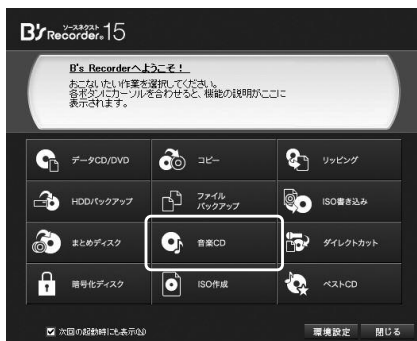 B's Recorder® 15
ソースネクスト
B's Recorderへようこそ！
おこないたい作業を選択してください。
各ボタンにカーソルを合わせると、機能の説明がここに
表示されます。
データCD/DVD
コピー
リッピング
HDDバックアップ
ファイル
バックアップ
ISO書き込み
まとめディスク
音楽CD
ダイレクトカット
暗号化ディスク
ISO作成
ベストCD
次回の起動時にも表示(N)
環境設定
閉じる